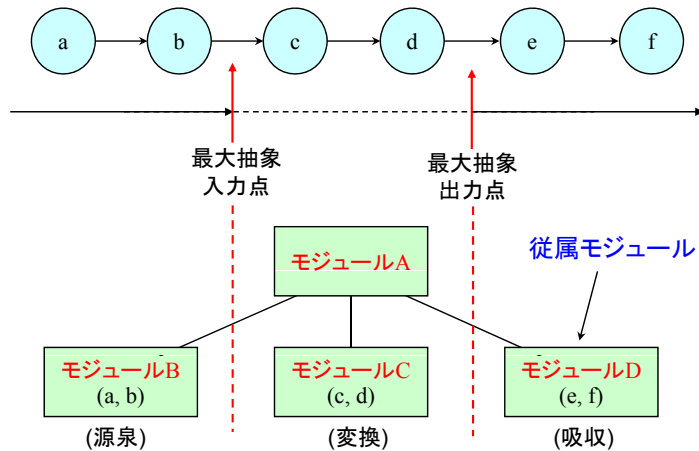 a
b
c
d
e
f
最大抽象
入力点
最大抽象
出力点
従属モジュール
モジュールA
モジュールB
(a, b)
モジュールC
(c, d)
モジュールD
(e, f)
(源泉)
(変換)
(吸収)